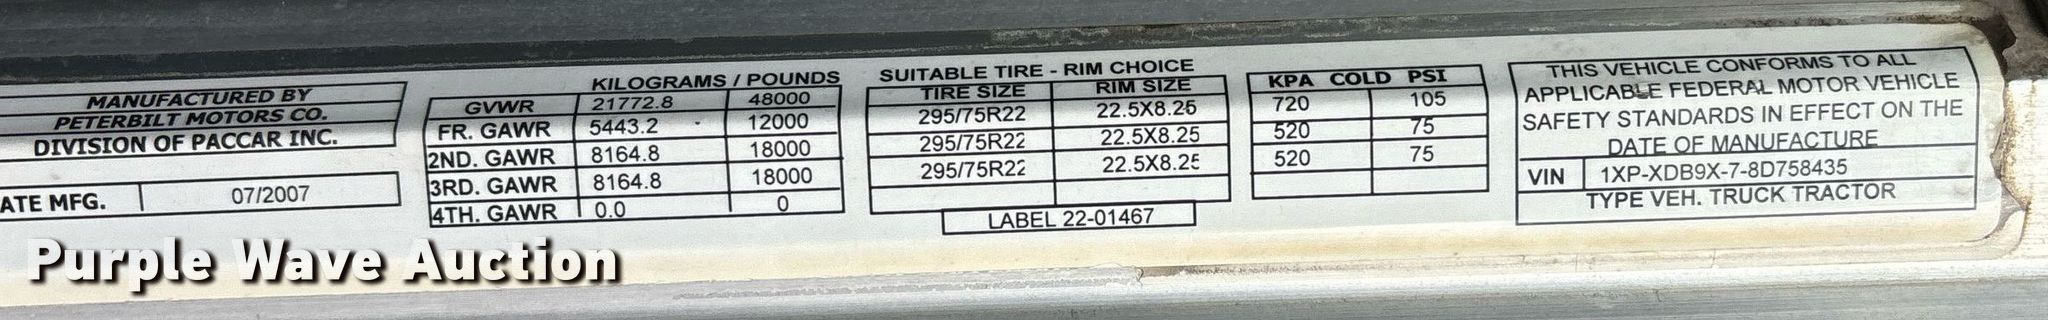 MANUFACTURED BY
PETERBILT MOTORS CO.
DIVISION OF PACCAR INC.
ATE MFG. 07/2007
KILOGRAMS / POUNDS
GVWR 21772.8 48000
FR. GAWR 5443.2 12000
2ND. GAWR 8164.8 18000
3RD. GAWR 8164.8 18000
4TH. GAWR 0.0 0
SUITABLE TIRE - RIM CHOICE
TIRE SIZE RIM SIZE
295/75R22 22.5X8.25
295/75R22 22.5X8.25
295/75R22 22.5X8.25
LABEL 22-01467
KPA COLD PSI
720 105
520 75
520 75
THIS VEHICLE CONFORMS TO ALL
APPLICABLE FEDERAL MOTOR VEHICLE
SAFETY STANDARDS IN EFFECT ON THE
DATE OF MANUFACTURE
VIN 1XP-XDB9X-7-8D758435
TYPE VEH. TRUCK TRACTOR
Purple Wave Auction